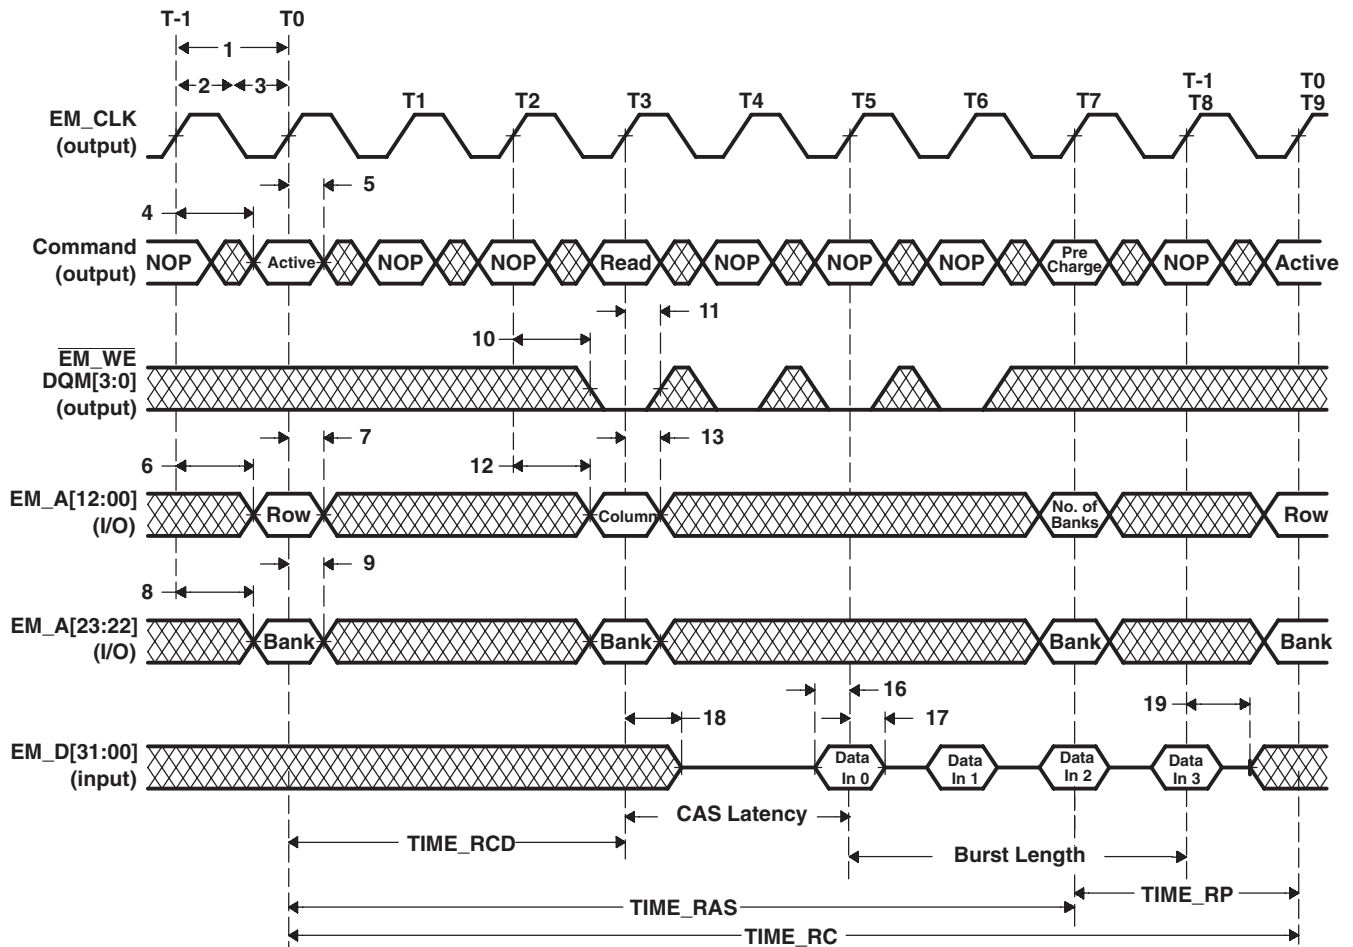 T-1 T0
1
2 3
T1 T2 T3 T4 T5 T6 T7 T-1 T8 T0 T9
EM_CLK
(output)
5
4
Command
(output)
NOP Active NOP NOP Read NOP NOP NOP Pre Charge NOP Active
11
10
EM_WE
DQM[3:0]
(output)
7 13
6 12
EM_A[12:00]
(I/O)
Row Column No. of Banks Row
9
8
EM_A[23:22]
(I/O)
Bank Bank Bank Bank
16
18 17 19
EM_D[31:00]
(input)
Data In 0 Data In 1 Data In 2 Data In 3
CAS Latency
TIME_RCD
Burst Length
TIME_RP
TIME_RAS
TIME_RC